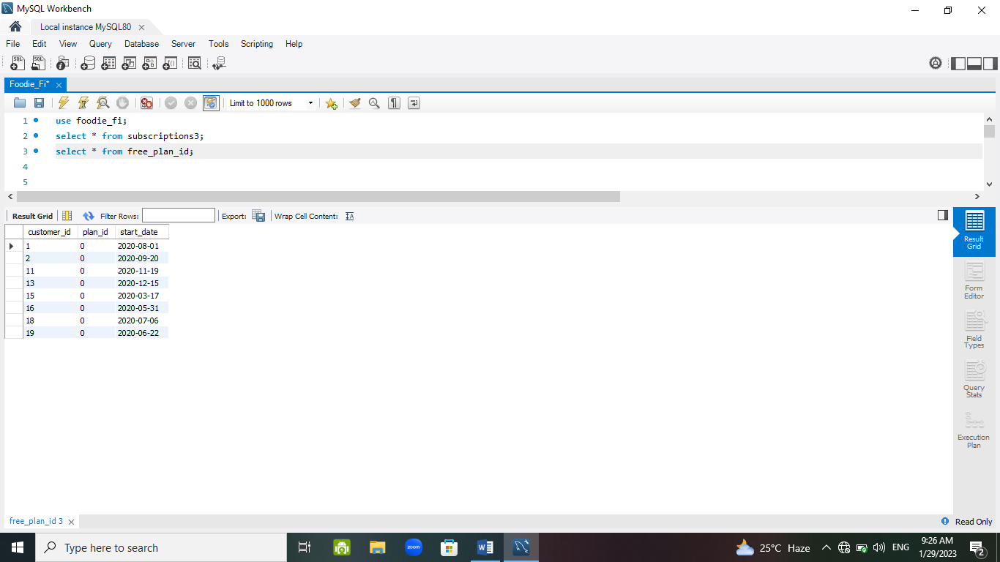 MySQL Workbench
Local instance MySQL80
File Edit View Query Database Server Tools Scripting Help
Foodie_Fi*
Limit to 1000 rows
1 use foodie_fi;
2 select * from subscriptions3;
3 select * from free_plan_id;
4
5
Result Grid Filter Rows: Export: Wrap Cell Content:
customer_id plan_id start_date
1 0 2020-08-01
2 0 2020-09-20
11 0 2020-11-19
13 0 2020-12-15
15 0 2020-03-17
16 0 2020-05-31
18 0 2020-07-06
19 0 2020-06-22
Result
Grid
Form
Editor
Field
Types
Query
Stats
Execution
Plan
free_plan_id 3
Read Only
Type here to search
zoom
25°C Haze
ENG
9:26 AM
1/29/2023
2